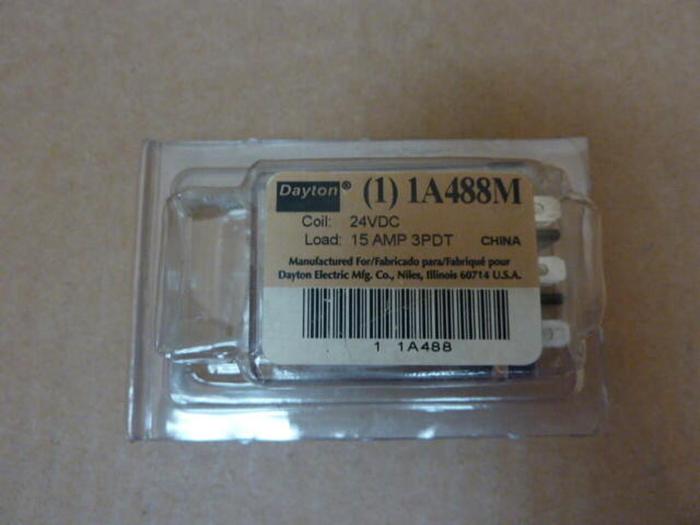 Dayton® (1) 1A488M
Coil: 24VDC
Load: 15 AMP 3PDT CHINA
Manufactured For/Fabricado para/Fabriqué pour
Dayton Electric Mfg. Co., Niles, Illinois 60714 U.S.A.
1 1A488